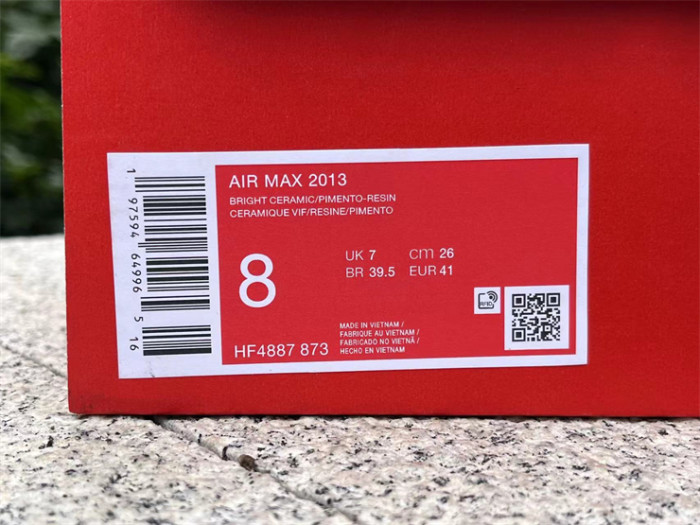 AIR MAX 2013
BRIGHT CERAMIC/PIMENTO-RESIN
CERAMIQUE VIF/RESINE/PIMENTO
8
UK 7 cm 26
BR 39.5 EUR 41
HF4887 873
MADE IN VIETNAM /
FABRIQUE AU VIETNAM /
FABRICADO NO VIETNÃ /
HECHO EN VIETNAM
1 97594 64996 5 16